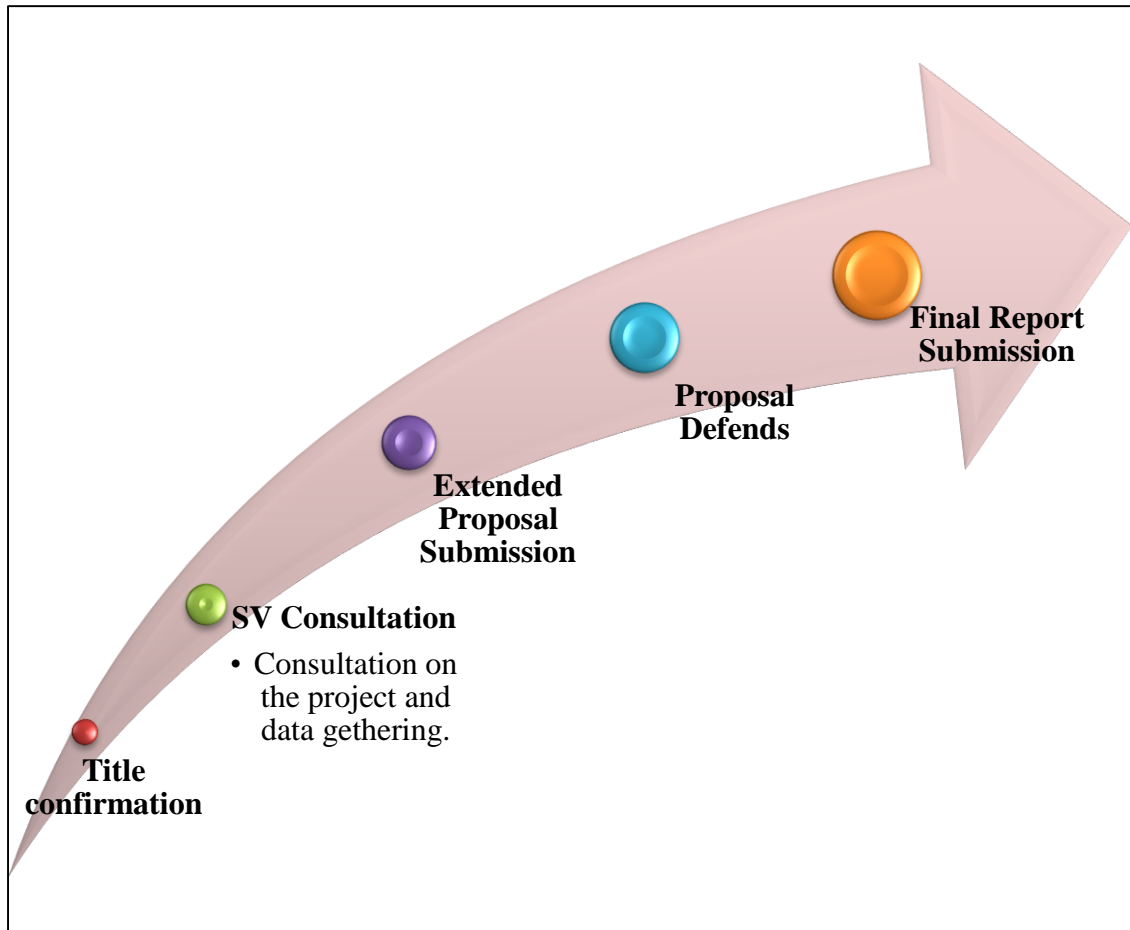 Title
confirmation
SV Consultation
• Consultation on
the project and
data gethering.
Extended
Proposal
Submission
Proposal
Defends
Final Report
Submission